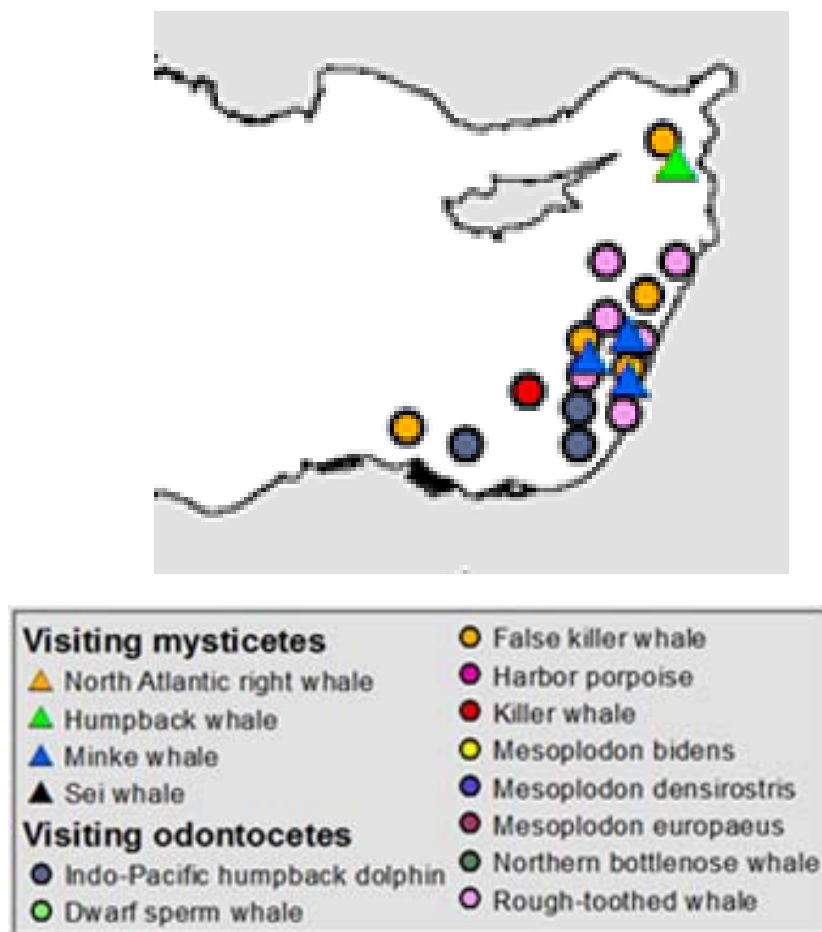 Visiting mysticetes
North Atlantic right whale
Humpback whale
Minke whale
Sei whale
Visiting odontocetes
Indo-Pacific humpback dolphin
Dwarf sperm whale
False killer whale
Harbor porpoise
Killer whale
Mesoplodon bidens
Mesoplodon densirostris
Mesoplodon europaeus
Northern bottlenose whale
Rough-toothed whale